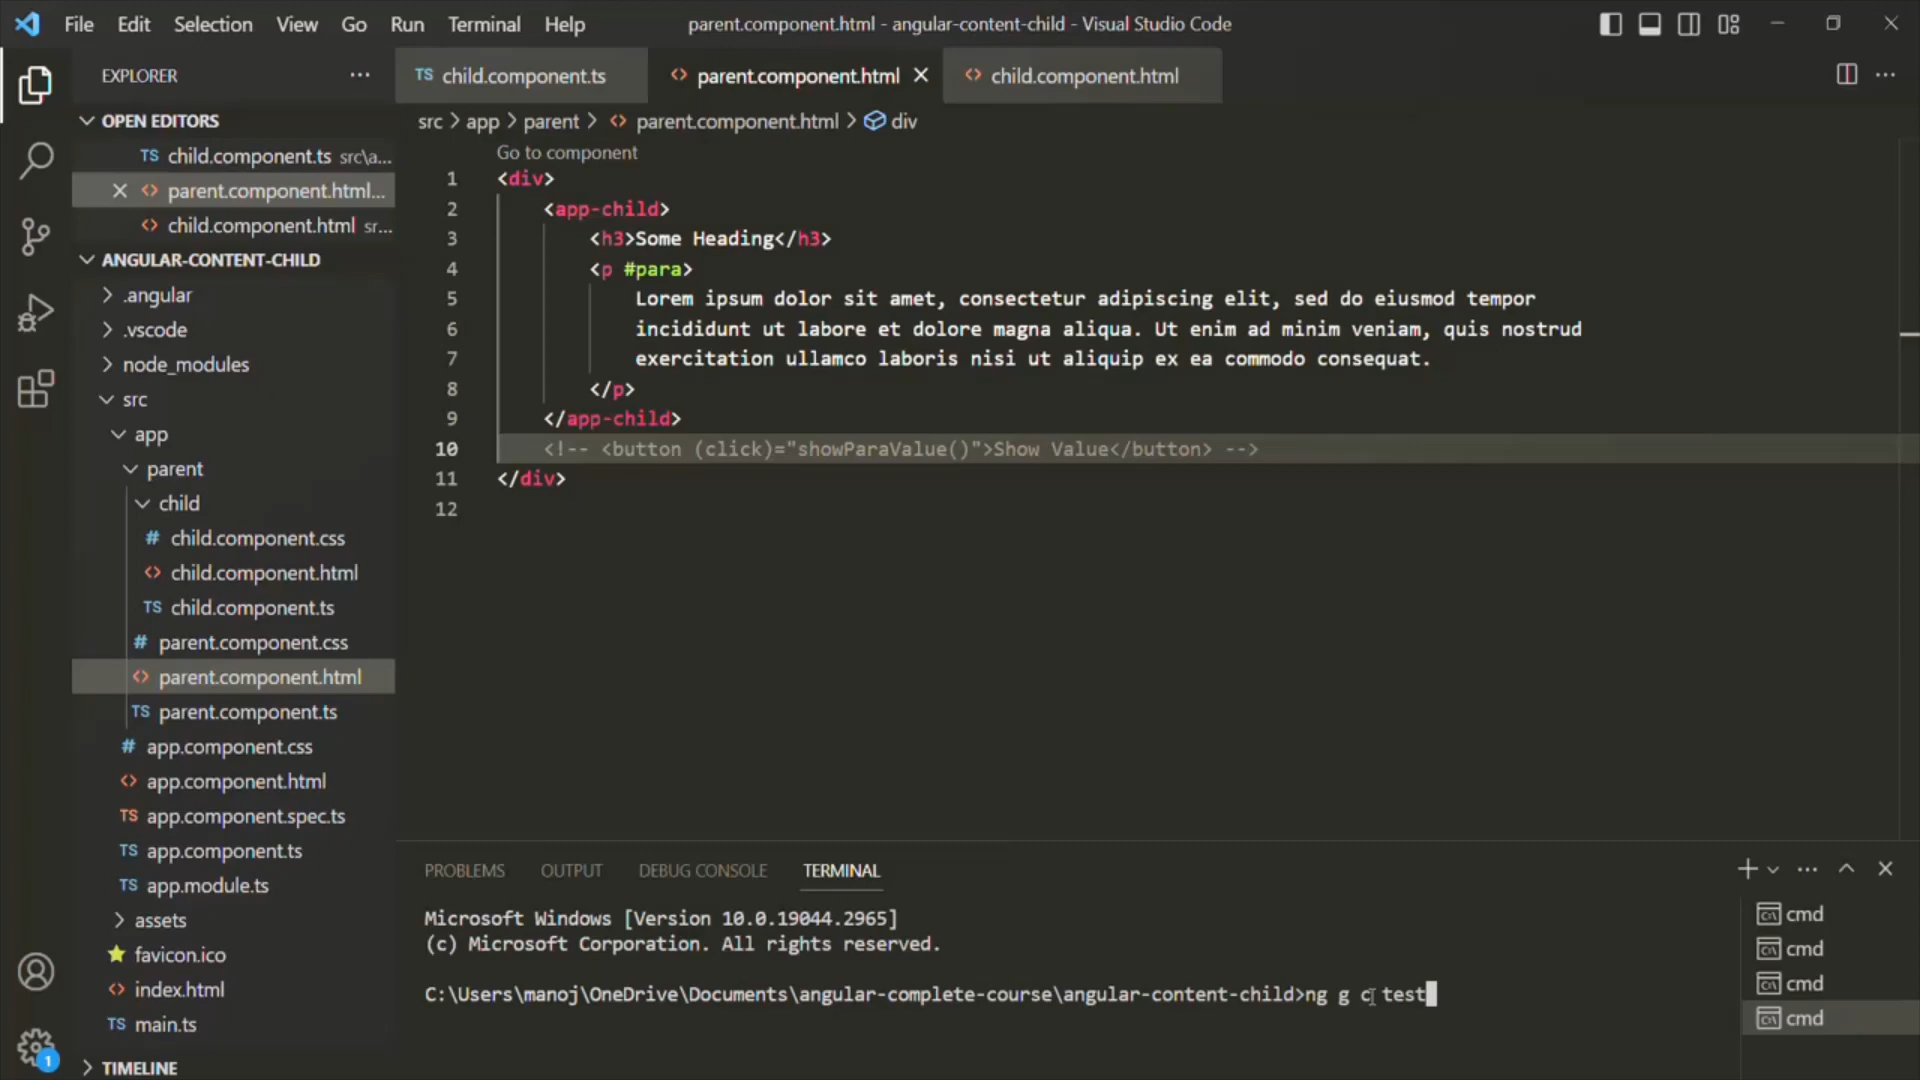 File Edit Selection View Go Run Terminal Help
parent.component.html - angular-content-child - Visual Studio Code
EXPLORER
OPEN EDITORS
TS child.component.ts src\a...
<> parent.component.html...
<> child.component.html sr...
ANGULAR-CONTENT-CHILD
.angular
.vscode
node_modules
src
app
parent
child
# child.component.css
<> child.component.html
TS child.component.ts
# parent.component.css
<> parent.component.html
TS parent.component.ts
# app.component.css
<> app.component.html
TS app.component.spec.ts
TS app.component.ts
TS app.module.ts
assets
favicon.ico
<> index.html
TS main.ts
TIMELINE
1
TS child.component.ts
<> parent.component.html
<> child.component.html
src > app > parent > <> parent.component.html > div
Go to component
1 <div>
2 <app-child>
3 <h3>Some Heading</h3>
4 <p #para>
5 Lorem ipsum dolor sit amet, consectetur adipiscing elit, sed do eiusmod tempor
6 incididunt ut labore et dolore magna aliqua. Ut enim ad minim veniam, quis nostrud
7 exercitation ullamco laboris nisi ut aliquip ex ea commodo consequat.
8 </p>
9 </app-child>
10 <!-- <button (click)="showParaValue()">Show Value</button> -->
11 </div>
12
PROBLEMS OUTPUT DEBUG CONSOLE TERMINAL
Microsoft Windows [Version 10.0.19044.2965]
(c) Microsoft Corporation. All rights reserved.
C:\Users\manoj\OneDrive\Documents\angular-complete-course\angular-content-child>ng g c test
cmd
cmd
cmd
cmd